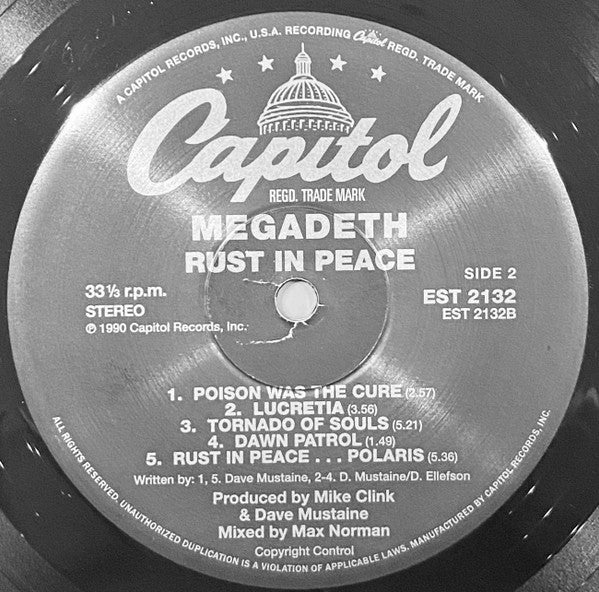 A CAPITOL RECORDS, INC., U.S.A. RECORDING Capitol REGD. TRADE MARK
Capitol
REGD. TRADE MARK
MEGADETH
RUST IN PEACE
SIDE 2
33⅓ r.p.m.
STEREO
℗ 1990 Capitol Records, Inc.
EST 2132
EST 2132B
1. POISON WAS THE CURE (2.57)
2. LUCRETIA (3.56)
3. TORNADO OF SOULS (5.21)
4. DAWN PATROL (1.49)
5. RUST IN PEACE . . . POLARIS (5.36)
Written by: 1, 5. Dave Mustaine, 2-4. D. Mustaine/D. Ellefson
Produced by Mike Clink
& Dave Mustaine
Mixed by Max Norman
Copyright Control
ALL RIGHTS RESERVED. UNAUTHORIZED DUPLICATION IS A VIOLATION OF APPLICABLE LAWS. MANUFACTURED BY CAPITOL RECORDS, INC.